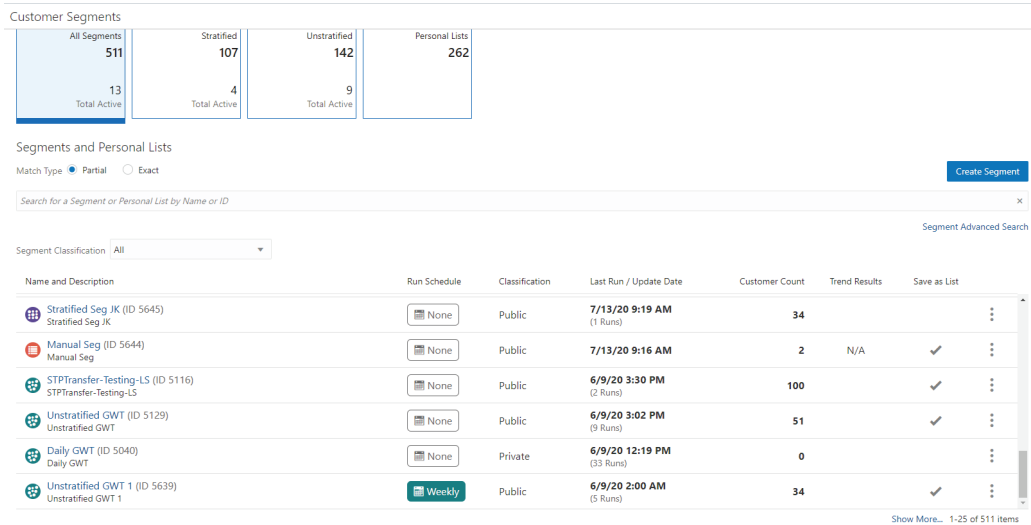 Customer Segments
All Segments Stratified Unstratified Personal Lists
511 107 142 262
13 4 9
Total Active Total Active Total Active
Segments and Personal Lists
Match Type Partial Exact
Create Segment
Search for a Segment or Personal List by Name or ID
Segment Advanced Search
Segment Classification All
Name and Description Run Schedule Classification Last Run / Update Date Customer Count Trend Results Save as List
Stratified Seg JK (ID 5645) None Public 7/13/20 9:19 AM 34
Stratified Seg JK (1 Runs)
Manual Seg (ID 5644) None Public 7/13/20 9:16 AM 2 N/A
Manual Seg
STPTransfer-Testing-LS (ID 5116) None Public 6/9/20 3:30 PM 100
STPTransfer-Testing-LS (2 Runs)
Unstratified GWT (ID 5129) None Public 6/9/20 3:02 PM 51
Unstratified GWT (9 Runs)
Daily GWT (ID 5040) None Private 6/9/20 12:19 PM 0
Daily GWT (33 Runs)
Unstratified GWT 1 (ID 5639) Weekly Public 6/9/20 2:00 AM 34
Unstratified GWT 1 (5 Runs)
Show More... 1-25 of 511 items